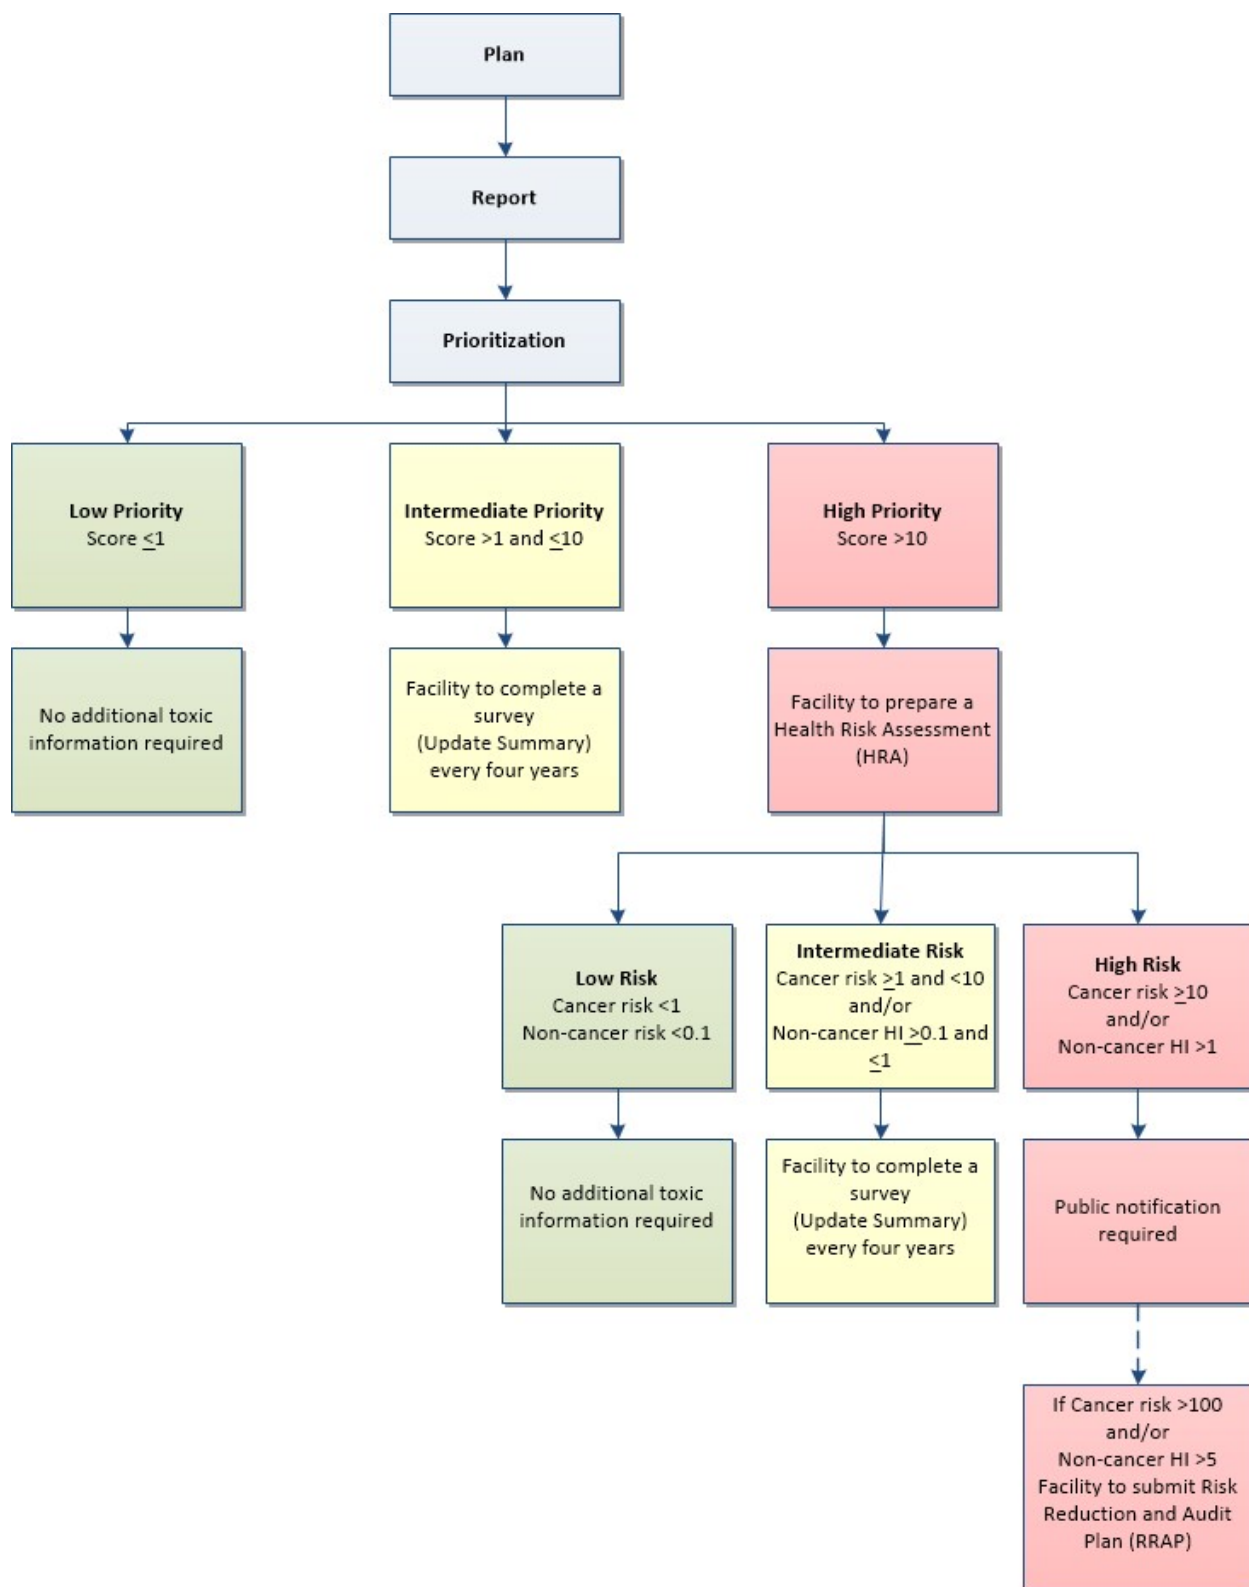 Plan
Report
Prioritization
Low Priority
Score ≤1
Intermediate Priority
Score >1 and ≤10
High Priority
Score >10
No additional toxic
information required
Facility to complete a
survey
(Update Summary)
every four years
Facility to prepare a
Health Risk Assessment
(HRA)
Low Risk
Cancer risk <1
Non-cancer risk <0.1
Intermediate Risk
Cancer risk ≥1 and <10
and/or
Non-cancer HI ≥0.1 and
≤1
High Risk
Cancer risk ≥10
and/or
Non-cancer HI >1
No additional toxic
information required
Facility to complete a
survey
(Update Summary)
every four years
Public notification
required
If Cancer risk >100
and/or
Non-cancer HI >5
Facility to submit Risk
Reduction and Audit
Plan (RRAP)